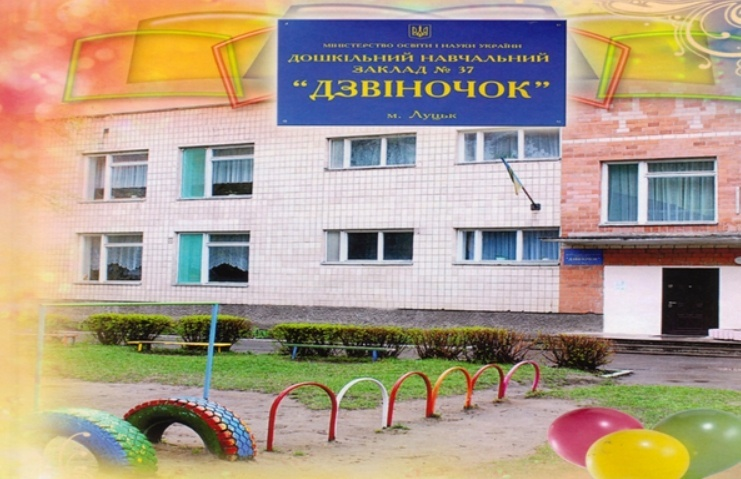 МІНІСТЕРСТВО ОСВІТИ І НАУКИ УКРАЇНИ
ДОШКІЛЬНИЙ НАВЧАЛЬНИЙ
ЗАКЛАД № 37
“ДЗВІНОЧОК”
м. Луцьк